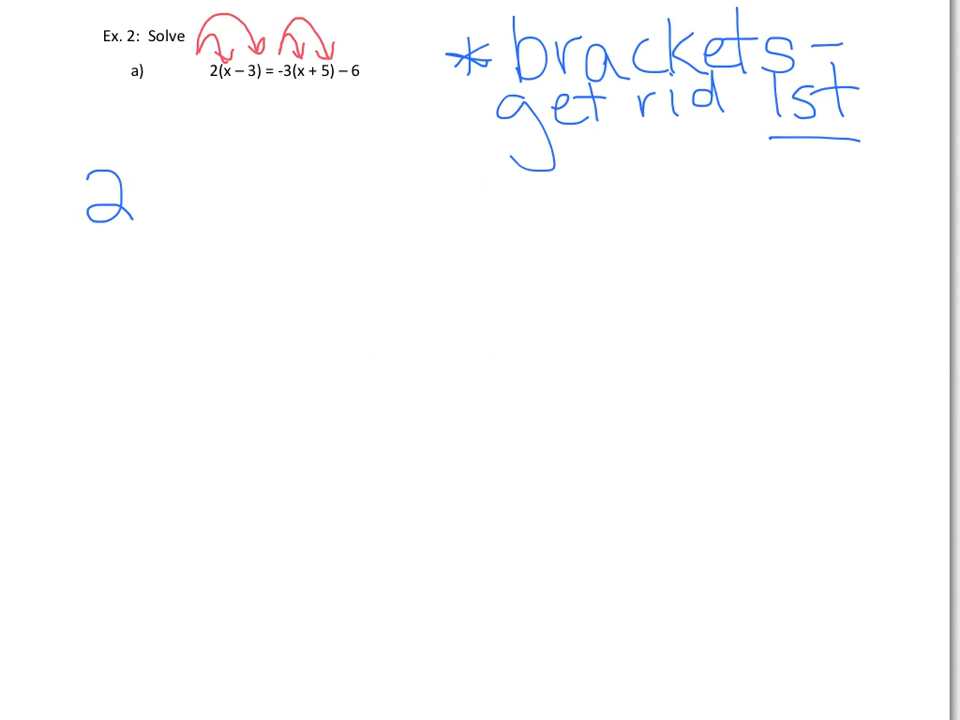 Ex. 2: Solve
a) 2(x – 3) = -3(x + 5) – 6
* brackets -
get rid 1st
2